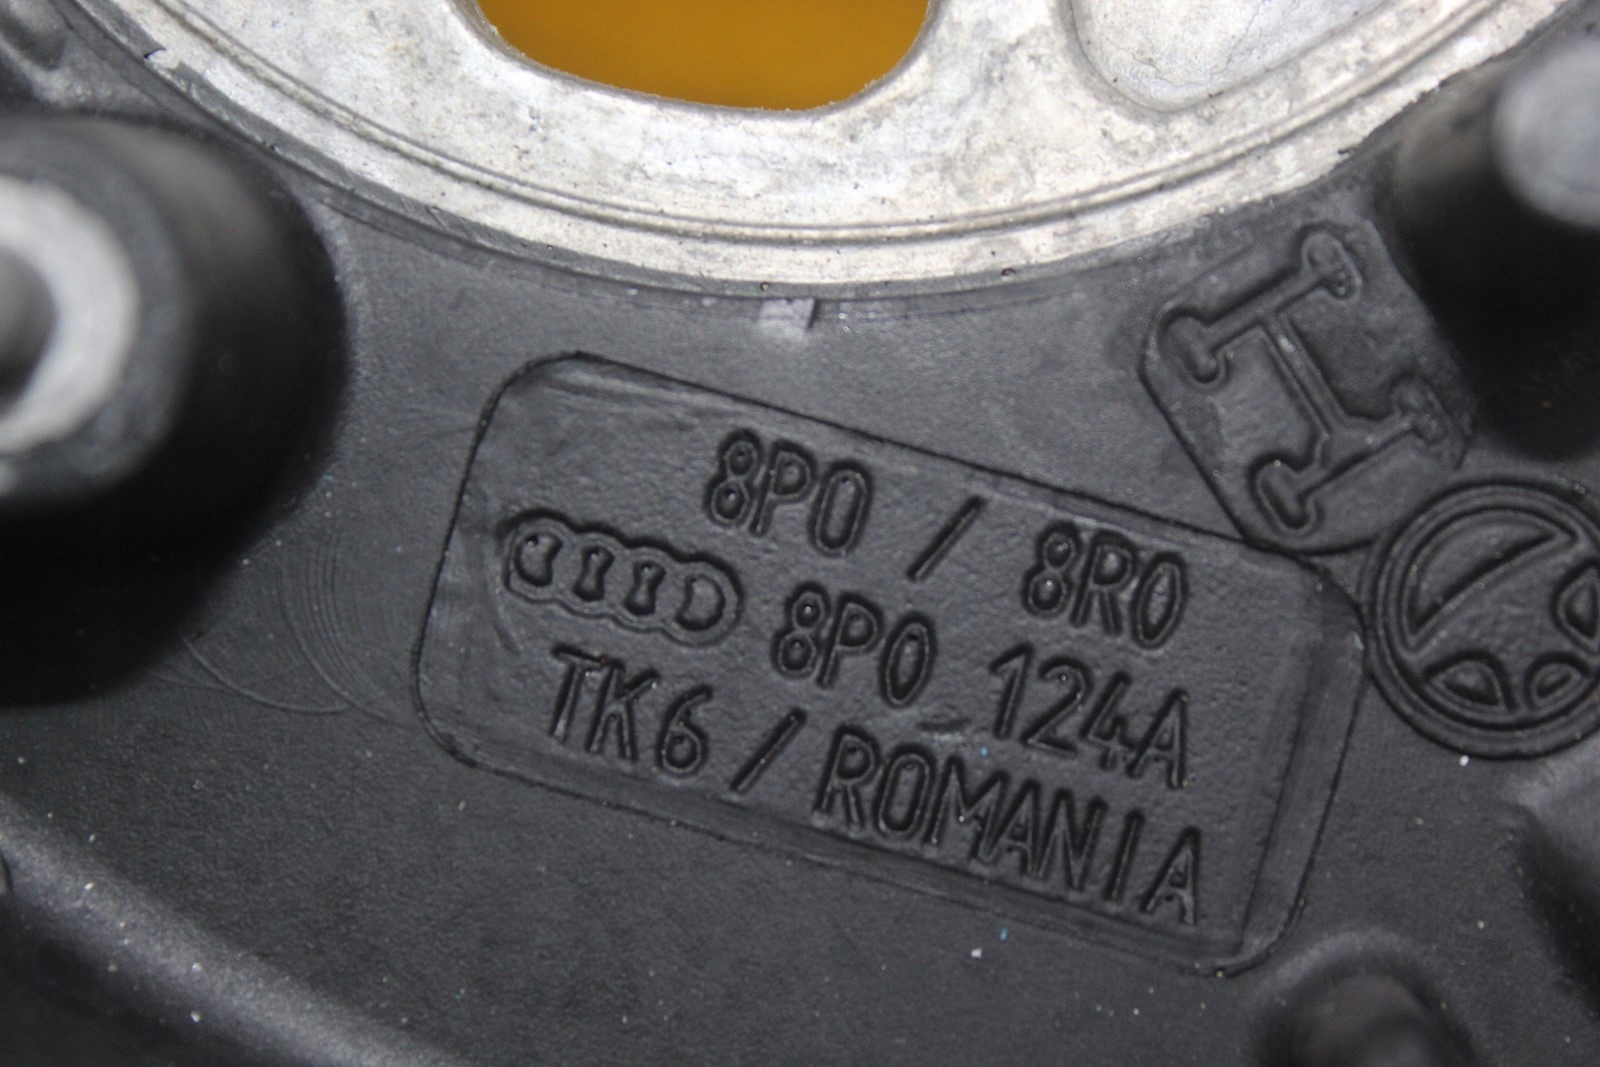 8P0 / 8R0
8P0 124A
TK6 / ROMANIA